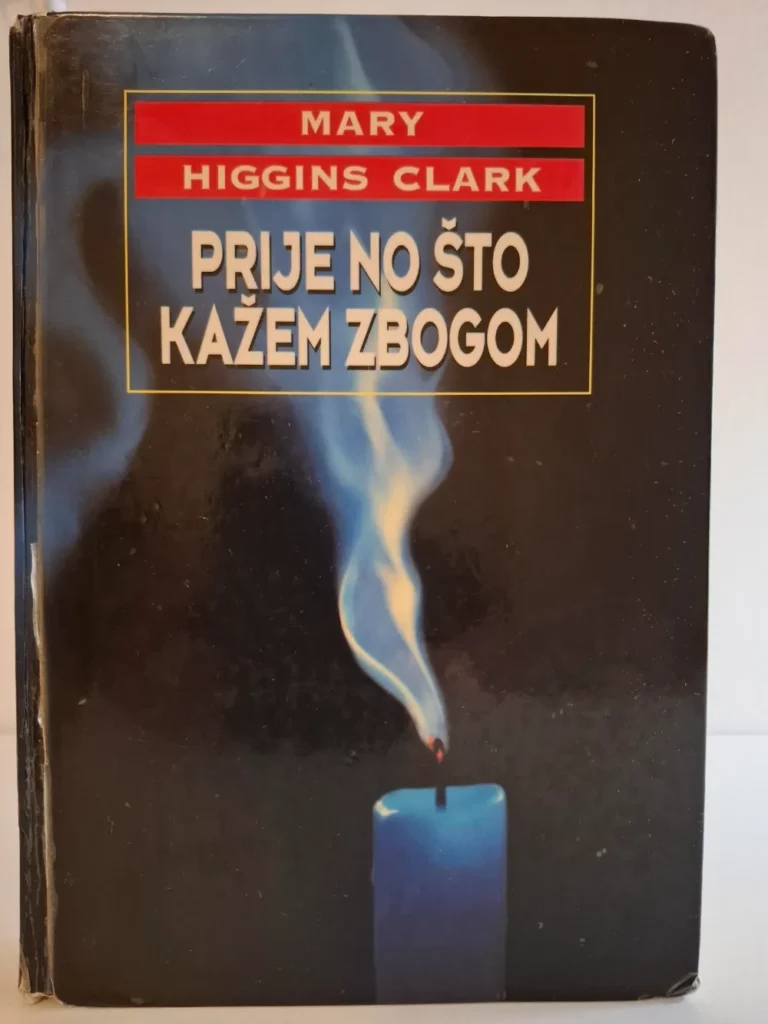 MARY
HIGGINS CLARK
PRIJE NO ŠTO
KAŽEM ZBOGOM